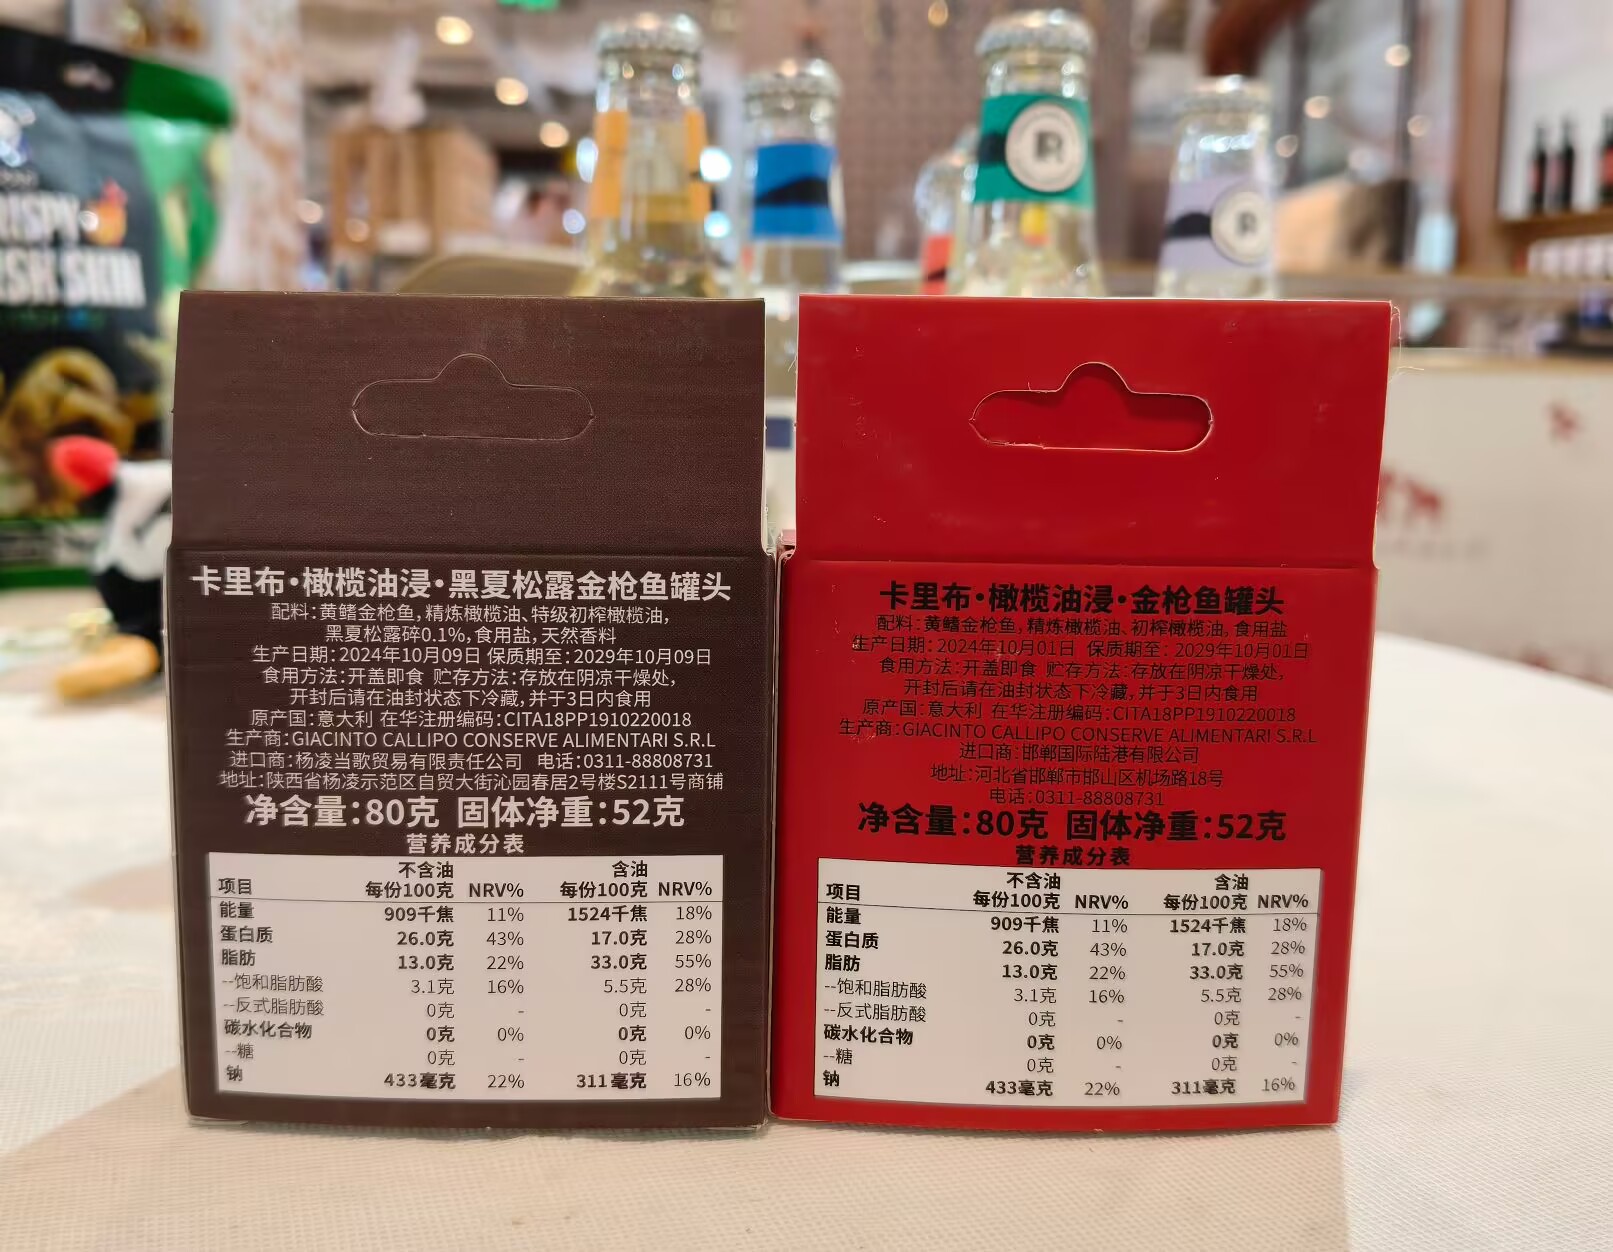 RISPY
ISH SKIN
R
R
卡里布·橄榄油浸·黑夏松露金枪鱼罐头
配料:黄鳍金枪鱼,精炼橄榄油、特级初榨橄榄油,
黑夏松露碎0.1%,食用盐,天然香料
生产日期:2024年10月09日 保质期至:2029年10月09日
食用方法:开盖即食 贮存方法:存放在阴凉干燥处,
开封后请在油封状态下冷藏,并于3日内食用
原产国:意大利 在华注册编码:CITA18PP1910220018
生产商:GIACINTO CALLIPO CONSERVE ALIMENTARI S.R.L
进口商:杨凌当歌贸易有限责任公司 电话:0311-88808731
地址:陕西省杨凌示范区自贸大街沁园春居2号楼S2111号商铺
净含量:80克 固体净重:52克
营养成分表
不含油 含油
项目 每份100克 NRV% 每份100克 NRV%
能量 909千焦 11% 1524千焦 18%
蛋白质 26.0克 43% 17.0克 28%
脂肪 13.0克 22% 33.0克 55%
--饱和脂肪酸 3.1克 16% 5.5克 28%
--反式脂肪酸 0克 - 0克 -
碳水化合物 0克 0% 0克 0%
--糖 0克 - 0克 -
钠 433毫克 22% 311毫克 16%
卡里布·橄榄油浸·金枪鱼罐头
配料:黄鳍金枪鱼,精炼橄榄油、初榨橄榄油,食用盐
生产日期:2024年10月01日 保质期至:2029年10月01日
食用方法:开盖即食 贮存方法:存放在阴凉干燥处,
开封后请在油封状态下冷藏,并于3日内食用
原产国:意大利 在华注册编码:CITA18PP1910220018
生产商:GIACINTO CALLIPO CONSERVE ALIMENTARI S.R.L
进口商:邯郸国际陆港有限公司
地址:河北省邯郸市邯山区机场路18号
电话:0311-88808731
净含量:80克 固体净重:52克
营养成分表
不含油 含油
项目 每份100克 NRV% 每份100克 NRV%
能量 909千焦 11% 1524千焦 18%
蛋白质 26.0克 43% 17.0克 28%
脂肪 13.0克 22% 33.0克 55%
--饱和脂肪酸 3.1克 16% 5.5克 28%
--反式脂肪酸 0克 - 0克 -
碳水化合物 0克 0% 0克 0%
--糖 0克 - 0克 -
钠 433毫克 22% 311毫克 16%